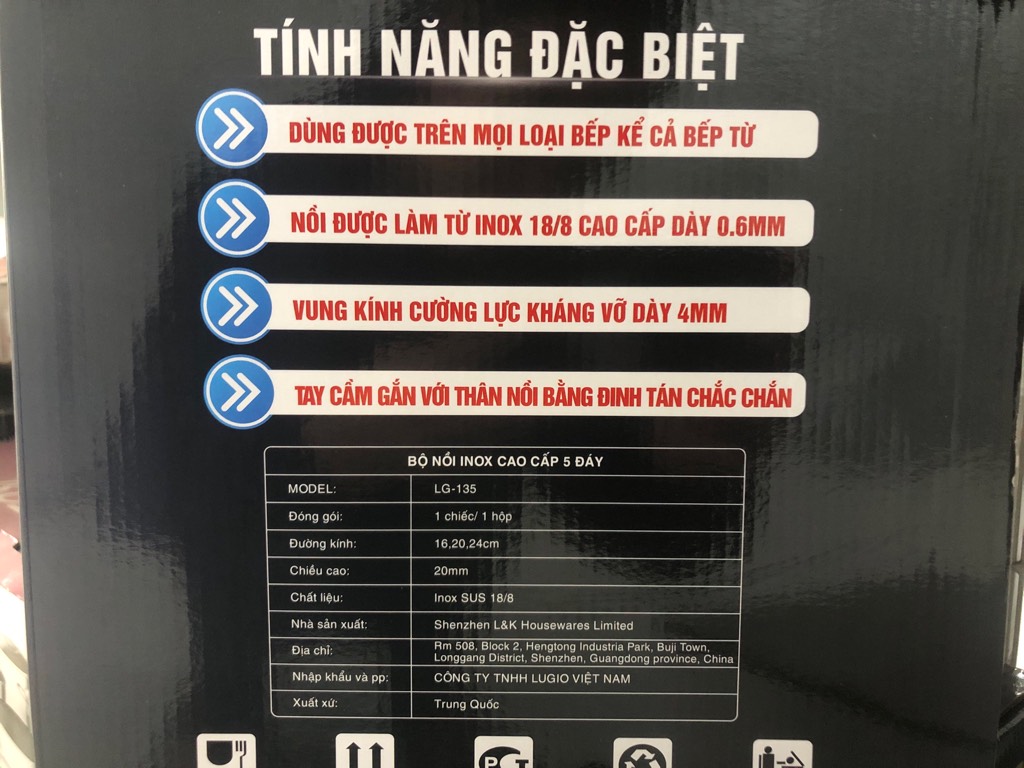 TÍNH NĂNG ĐẶC BIỆT
DÙNG ĐƯỢC TRÊN MỌI LOẠI BẾP KỂ CẢ BẾP TỪ
NỒI ĐƯỢC LÀM TỪ INOX 18/8 CAO CẤP DÀY 0.6MM
VUNG KÍNH CƯỜNG LỰC KHÁNG VỠ DÀY 4MM
TAY CẦM GẮN VỚI THÂN NỒI BẰNG ĐINH TÁN CHẮC CHẮN
BỘ NỒI INOX CAO CẤP 5 ĐÁY
MODEL: LG-135
Đóng gói: 1 chiếc/ 1 hộp
Đường kính: 16,20,24cm
Chiều cao: 20mm
Chất liệu: Inox SUS 18/8
Nhà sản xuất: Shenzhen L&K Housewares Limited
Địa chỉ: Rm 508, Block 2, Hengtong Industria Park, Buji Town,
Longgang District, Shenzhen, Guangdong province, China
Nhập khẩu và pp: CÔNG TY TNHH LUGIO VIỆT NAM
Xuất xứ: Trung Quốc